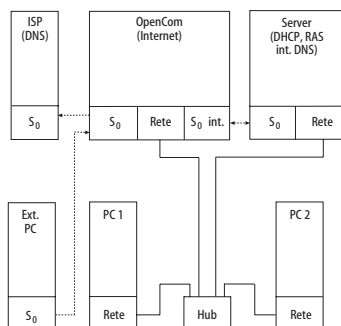 ISP
(DNS)
OpenCom
(Internet)
Server
(DHCP, RAS
int. DNS)
S0
S0
Rete
S0 int.
S0
Rete
Ext.
PC
PC 1
PC 2
S0
Rete
Hub
Rete